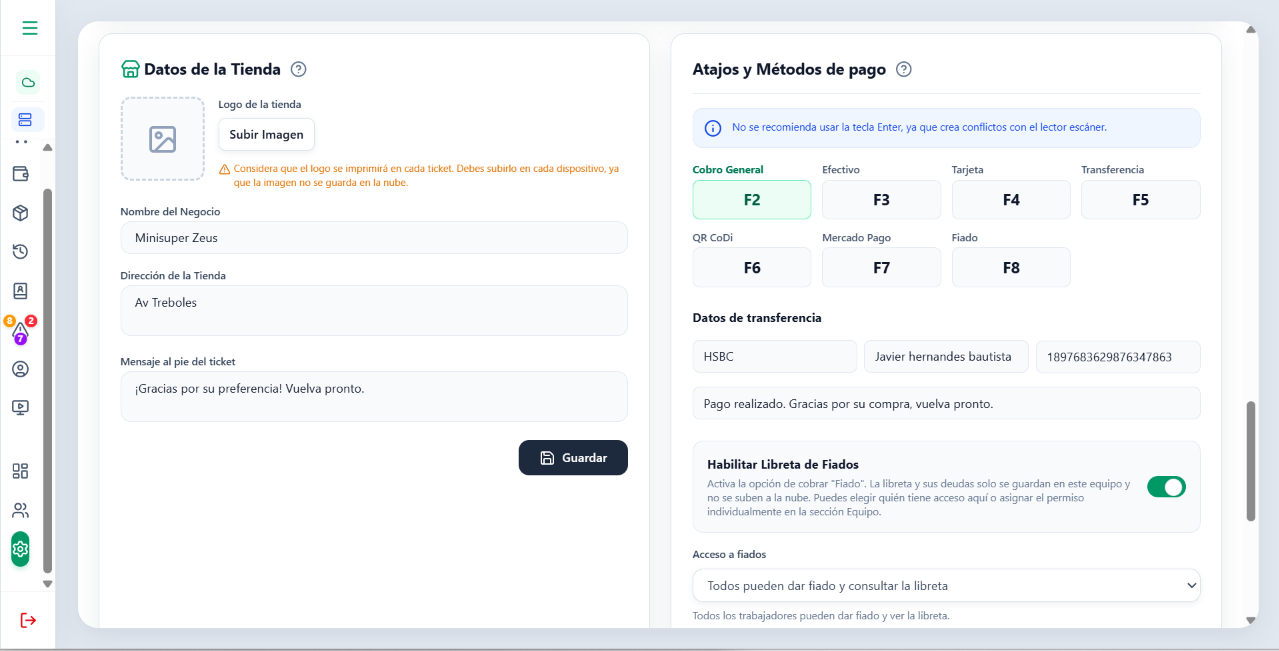 Datos de la Tienda
Logo de la tienda
Subir Imagen
Considera que el logo se imprimirá en cada ticket. Debes subirlo en cada dispositivo, ya
que la imagen no se guarda en la nube.
Nombre del Negocio
Minisuper Zeus
Dirección de la Tienda
Av Treboles
Mensaje al pie del ticket
¡Gracias por su preferencia! Vuelva pronto.
Guardar
8
2
7
Atajos y Métodos de pago
No se recomienda usar la tecla Enter, ya que crea conflictos con el lector escáner.
Cobro General
Efectivo
Tarjeta
Transferencia
F2
F3
F4
F5
QR CoDi
Mercado Pago
Fiado
F6
F7
F8
Datos de transferencia
HSBC
Javier hernandes bautista
1897683629876347863
Pago realizado. Gracias por su compra, vuelva pronto.
Habilitar Libreta de Fiados
Activa la opción de cobrar "Fiado". La libreta y sus deudas solo se guardan en este equipo y
no se suben a la nube. Puedes elegir quién tiene acceso aquí o asignar el permiso
individualmente en la sección Equipo.
Acceso a fiados
Todos pueden dar fiado y consultar la libreta
Todos los trabajadores pueden dar fiado y ver la libreta.